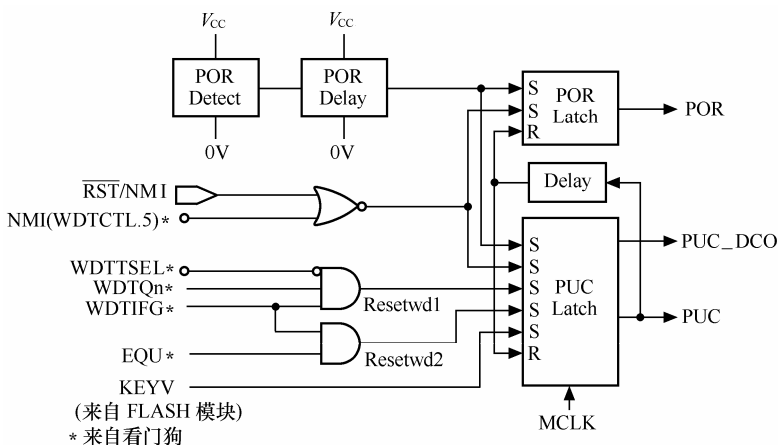 VCC
VCC
POR
Detect
POR
Delay
0V
0V
S
S
R
POR
Latch
POR
RST/NMI
NMI(WDTCTL.5)*
Delay
WDTTSEL*
WDTQn*
WDTIFG*
EQU*
KEYV
(来自 FLASH 模块)
* 来自看门狗
Resetwd1
Resetwd2
S
S
S
S
S
R
PUC
Latch
PUC_DCO
PUC
MCLK